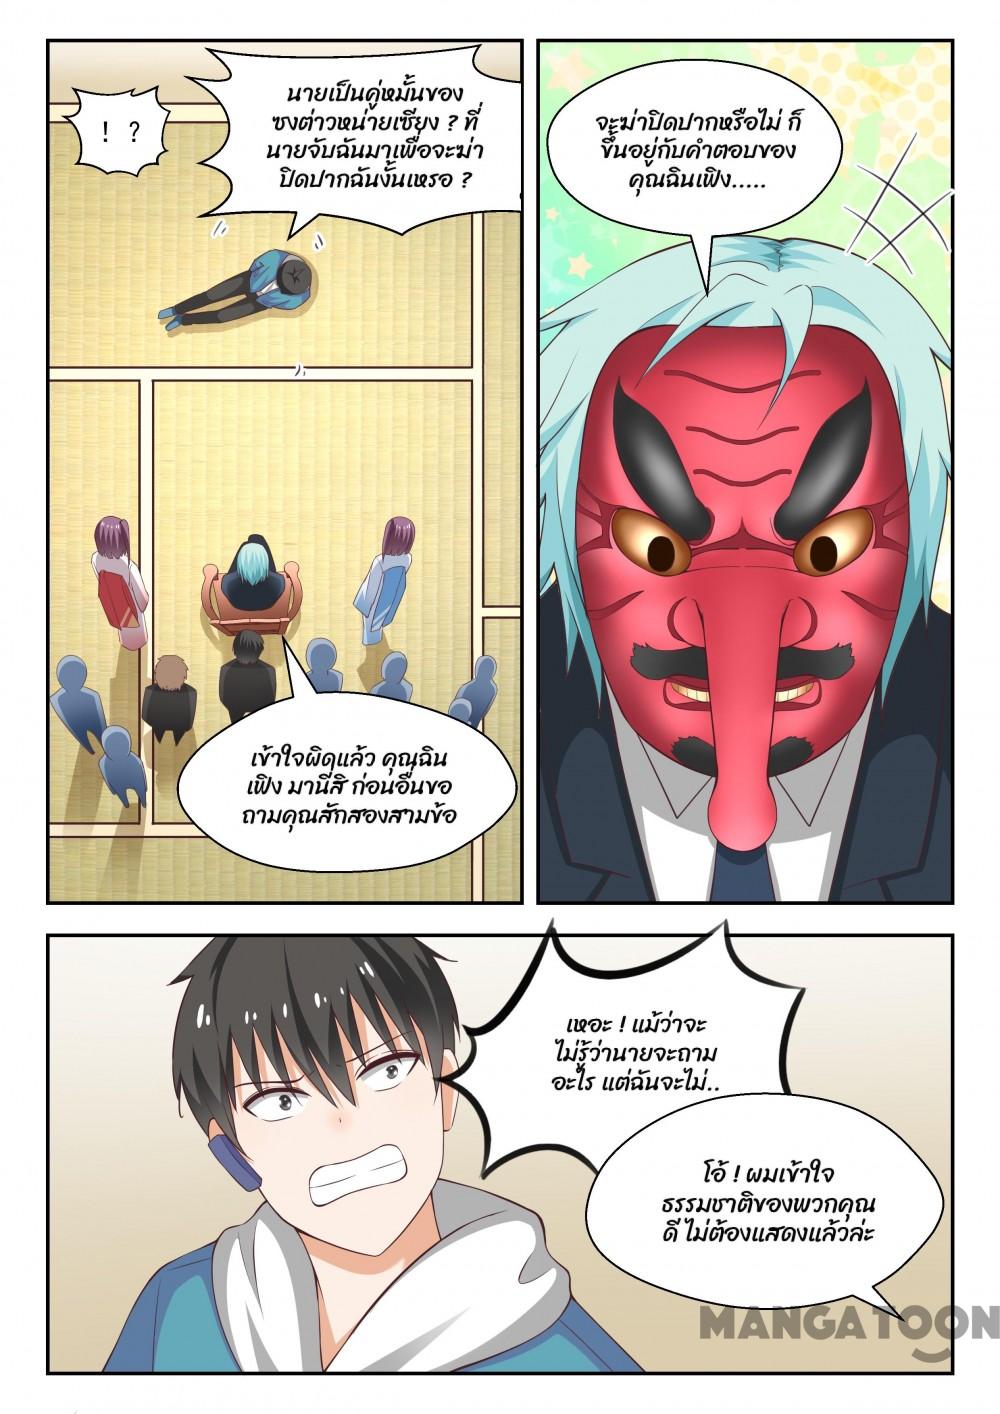 ! ?
นายเป็นคู่หมั้นของ
ซงต่าวหน่ายเซียง ? ที่
นายจับฉันมาเพื่อจะฆ่า
ปิดปากฉันงั้นเหรอ ?
จะฆ่าปิดปากหรือไม่ ก็
ขึ้นอยู่กับคำตอบของ
คุณฉินเฟิง.....
เข้าใจผิดแล้ว คุณฉิน
เฟิง มานี่สิ ก่อนอื่นขอ
ถามคุณสักสองสามข้อ
เหอะ ! แม้ว่าจะ
ไม่รู้ว่านายจะถาม
อะไร แต่ฉันจะไม่..
โอ้ ! ผมเข้าใจ
ธรรมชาติของพวกคุณ
ดี ไม่ต้องแสดงแล้วล่ะ
MANGATOON